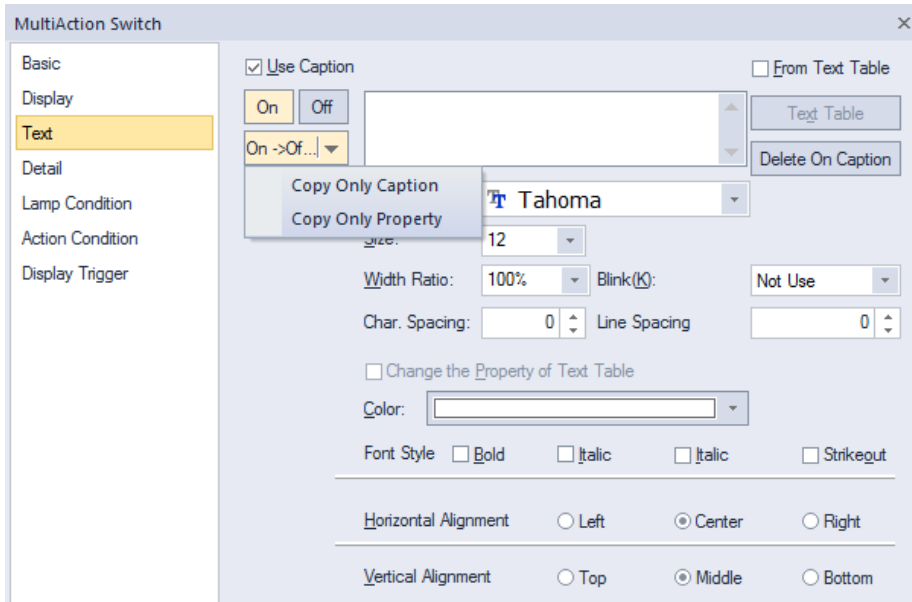 MultiAction Switch
Basic
Display
Text
Detail
Lamp Condition
Action Condition
Display Trigger
Use Caption
From Text Table
On Off
Text Table
On ->Of...
Delete On Caption
Copy Only Caption
Copy Only Property
Tahoma
Size: 12
Width Ratio: 100% Blink(K): Not Use
Char. Spacing: 0 Line Spacing 0
Change the Property of Text Table
Color:
Font Style Bold Italic Italic Strikeout
Horizontal Alignment Left Center Right
Vertical Alignment Top Middle Bottom